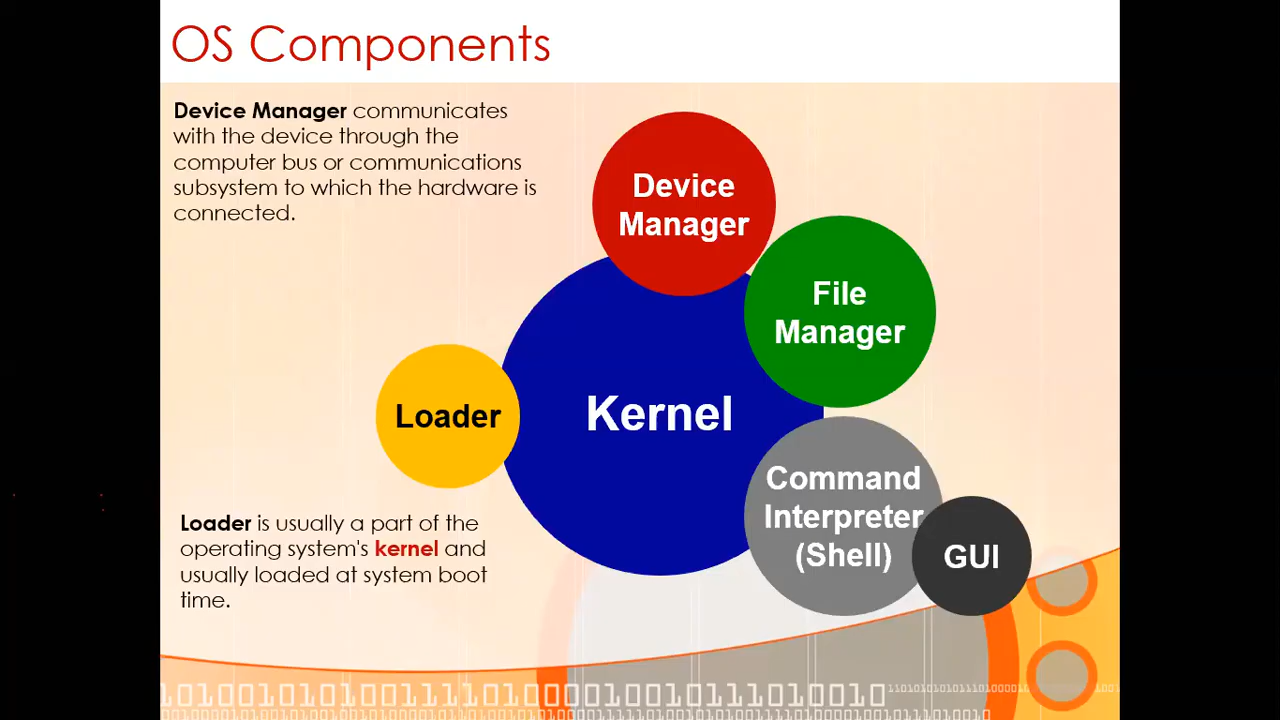 OS Components
Device Manager communicates
with the device through the
computer bus or communications
subsystem to which the hardware is
connected.
Device
Manager
File
Manager
Kernel
Loader
Command
Interpreter
(Shell)
GUI
Loader is usually a part of the
operating system's kernel and
usually loaded at system boot
time.